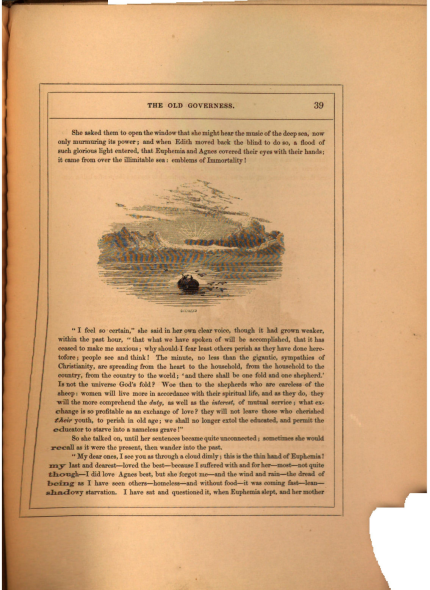 THE OLD GOVERNESS. 39
She asked them to open the window that she might hear the music of the deep sea, now
only murmuring its power; and when Edith moved back the blind to do so, a flood of
such glorious light entered, that Euphemia and Agnes covered their eyes with their hands;
it came from over the illimitable sea: emblems of Immortality!
"I feel so certain," she said in her own clear voice, though it had grown weaker,
within the past hour, "that what we have spoken of will be accomplished, that it has
ceased to make me anxious; why should I fear least others perish as they have done here-
tofore; people see and think! The minute, no less than the gigantic, sympathies of
Christianity, are spreading from the heart to the household, from the household to the
country, from the country to the world; 'and there shall be one fold and one shepherd.'
Is not the universe God's fold? Woe then to the shepherds who are careless of the
sheep: women will live more in accordance with their spiritual life, and as they do, they
will the more comprehend the duty, as well as the interest, of mutual service; what ex-
change is so profitable as an exchange of love? they will not leave those who cherished
their youth, to perish in old age; we shall no longer extol the educated, and permit the
educator to starve into a nameless grave!"
So she talked on, until her sentences became quite unconnected; sometimes she would
recall as it were the present, then wander into the past.
"My dear ones, I see you as through a cloud dimly; this is the thin hand of Euphemia?
my last and dearest—loved the best—because I suffered with and for her—most—not quite
though—I did love Agnes best, but she forgot me—and the wind and rain—the dread of
being as I have seen others—homeless—and without food—it was coming fast—lean—
shadowy starvation. I have sat and questioned it, when Euphemia slept, and her mother